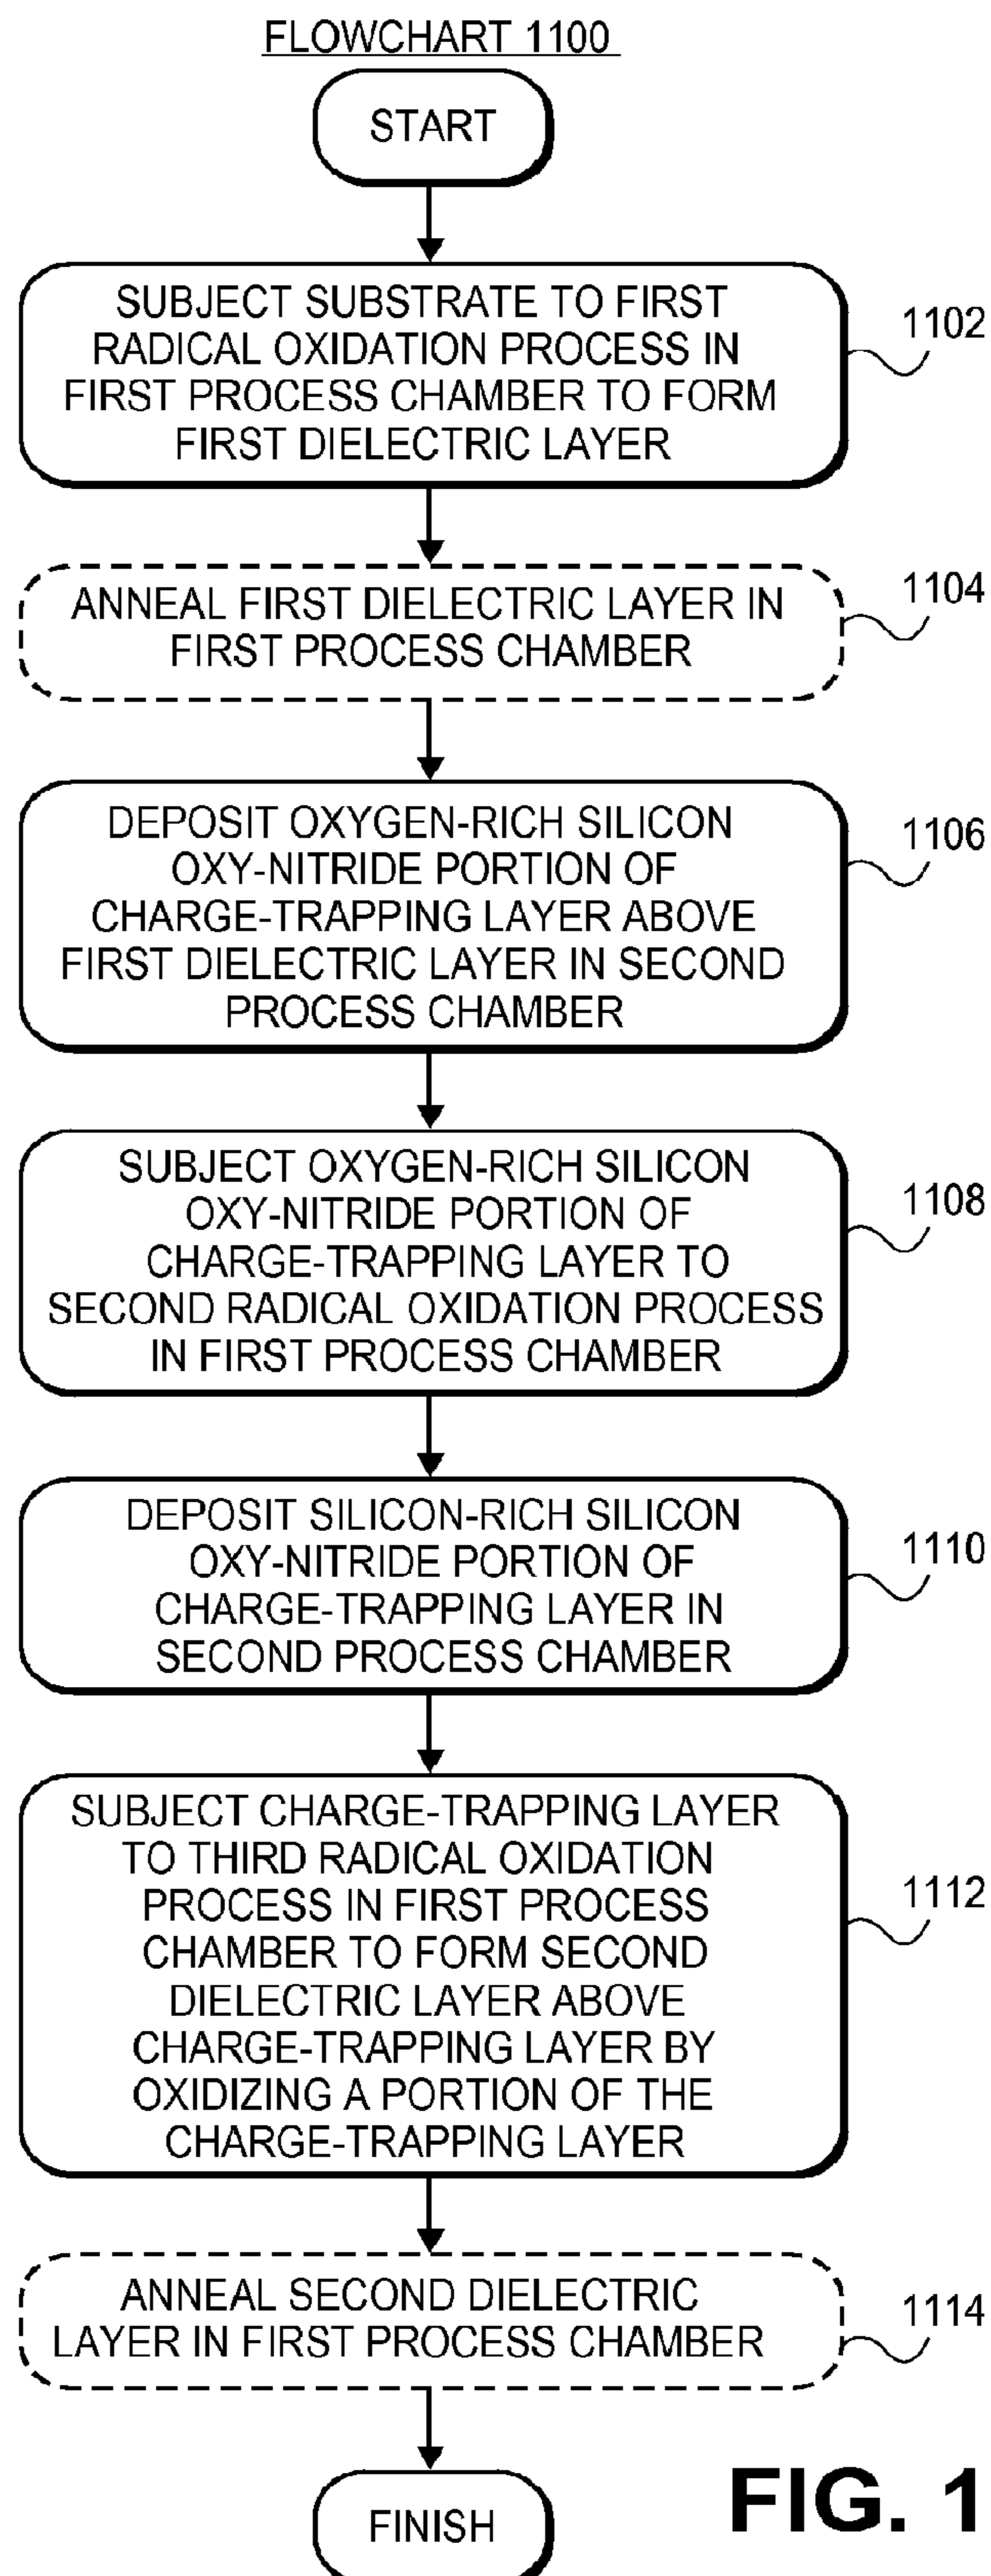 FLOWCHART 1100
START
SUBJECT SUBSTRATE TO FIRST
RADICAL OXIDATION PROCESS IN
FIRST PROCESS CHAMBER TO FORM
FIRST DIELECTRIC LAYER
1102
ANNEAL FIRST DIELECTRIC LAYER IN
FIRST PROCESS CHAMBER
1104
DEPOSIT OXYGEN-RICH SILICON
OXY-NITRIDE PORTION OF
CHARGE-TRAPPING LAYER ABOVE
FIRST DIELECTRIC LAYER IN SECOND
PROCESS CHAMBER
1106
SUBJECT OXYGEN-RICH SILICON
OXY-NITRIDE PORTION OF
CHARGE-TRAPPING LAYER TO
SECOND RADICAL OXIDATION PROCESS
IN FIRST PROCESS CHAMBER
1108
DEPOSIT SILICON-RICH SILICON
OXY-NITRIDE PORTION OF
CHARGE-TRAPPING LAYER IN
SECOND PROCESS CHAMBER
1110
SUBJECT CHARGE-TRAPPING LAYER
TO THIRD RADICAL OXIDATION
PROCESS IN FIRST PROCESS
CHAMBER TO FORM SECOND
DIELECTRIC LAYER ABOVE
CHARGE-TRAPPING LAYER BY
OXIDIZING A PORTION OF THE
CHARGE-TRAPPING LAYER
1112
ANNEAL SECOND DIELECTRIC
LAYER IN FIRST PROCESS CHAMBER
1114
FINISH
FIG. 1